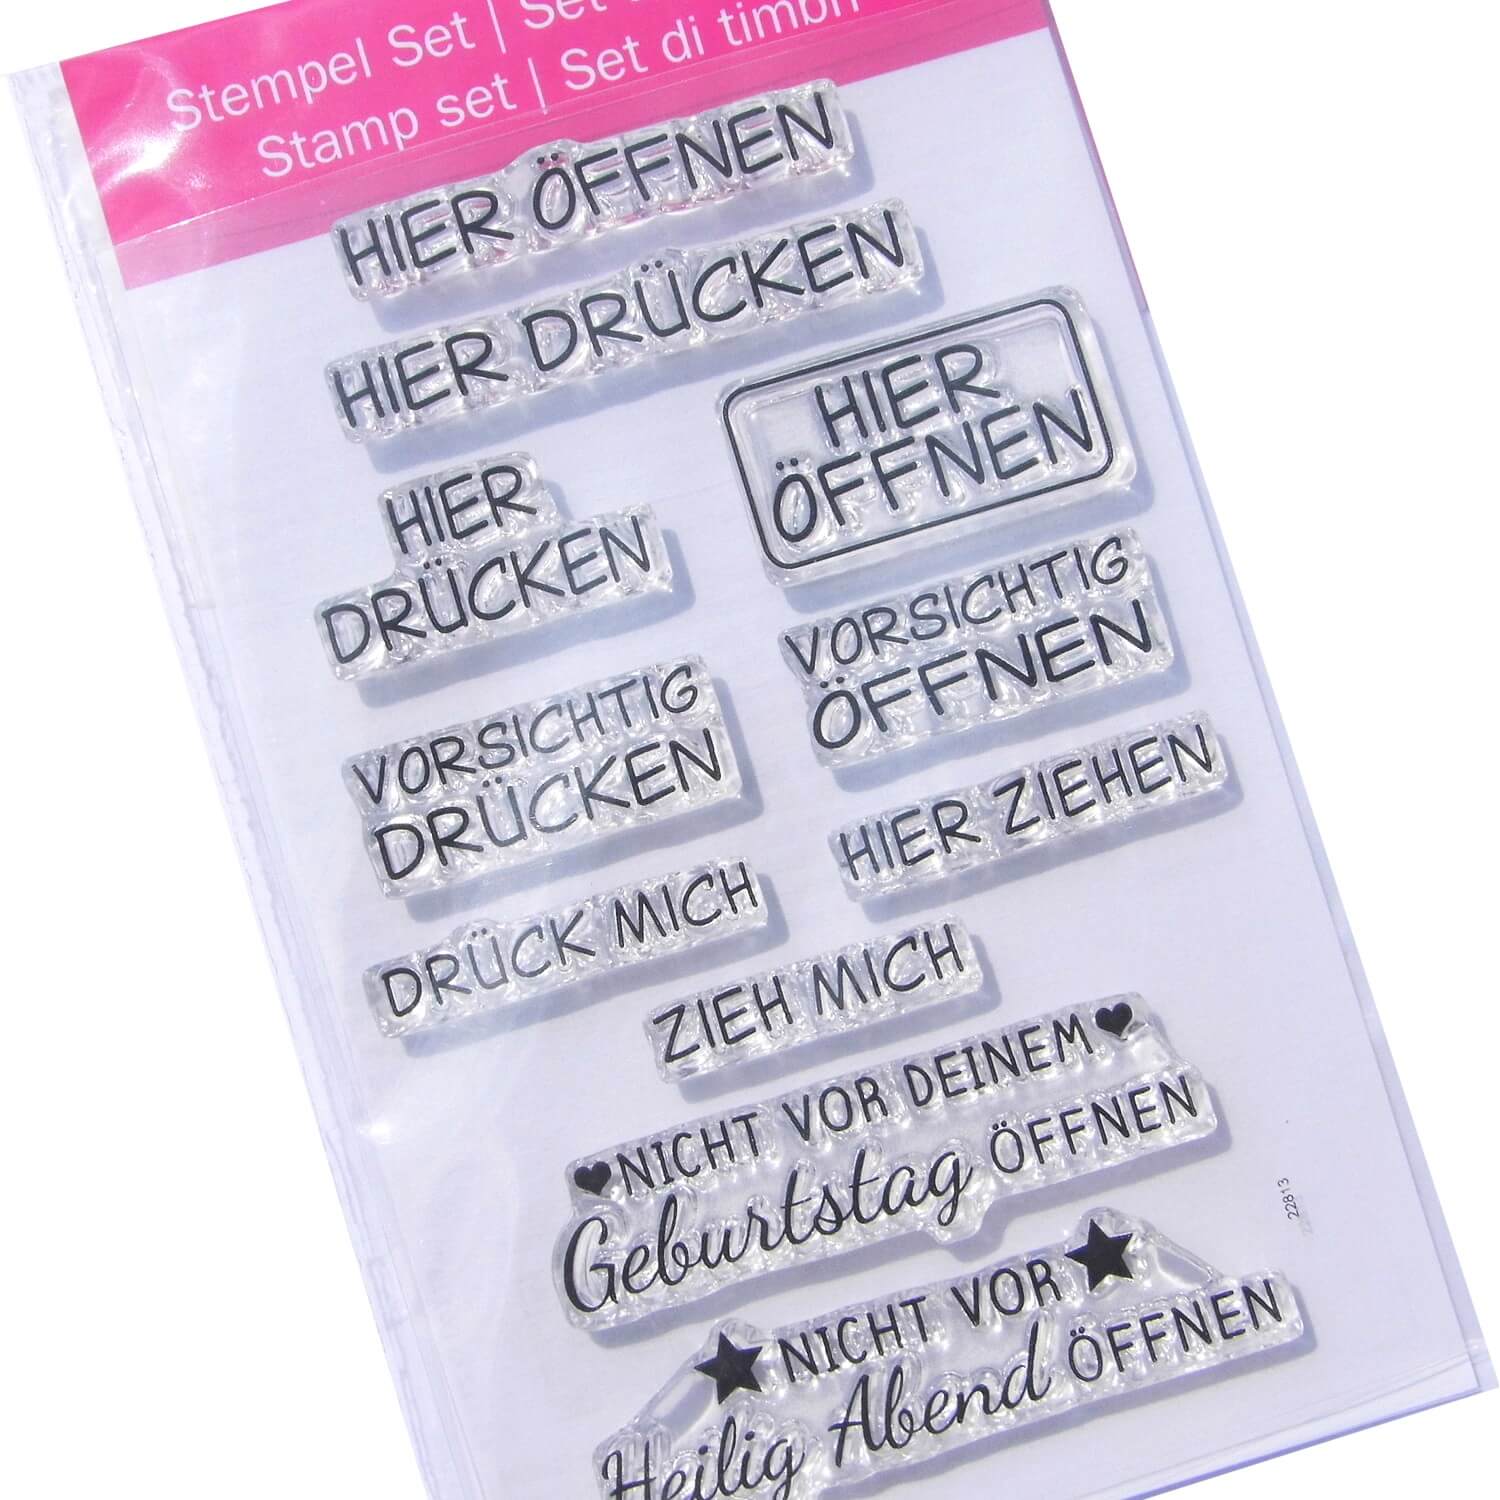 Stempel Set | Set
Stamp set | Set di timbri
HIER ÖFFNEN
HIER DRÜCKEN
HIER
ÖFFNEN
HIER
DRÜCKEN
VORSICHTIG
ÖFFNEN
VORSICHTIG
DRÜCKEN
HIER ZIEHEN
DRÜCK MICH
ZIEH MICH
NICHT VOR DEINEM
Geburtstag ÖFFNEN
22813
NICHT VOR
Heilig Abend ÖFFNEN